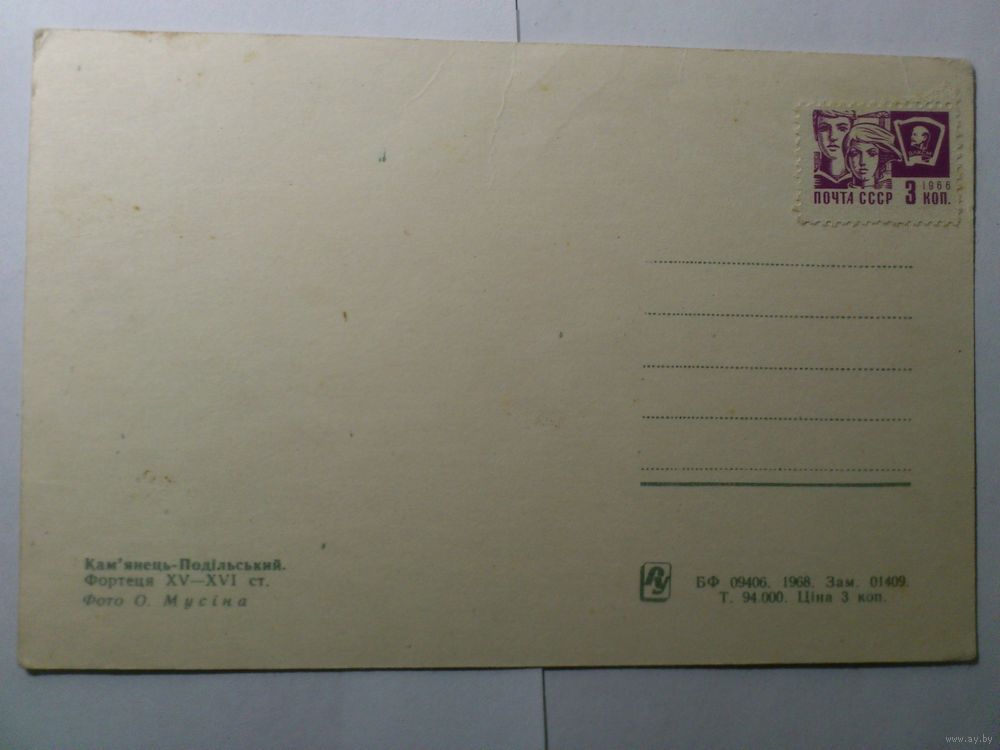 ВЛКСМ
1966
ПОЧТА СССР 3 КОП.
Кам'янець-Подільський.
Фортеця XV—XVI ст.
Фото О. Мусіна
БФ 09406. 1968. Зам. 01409.
Т. 94.000. Ціна 3 коп.
www.ay.by